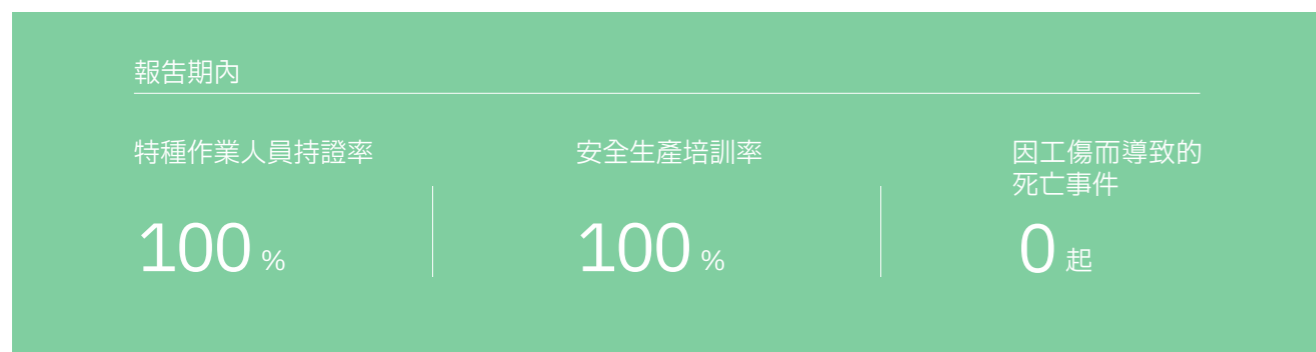 報告期內
特種作業人員持證率
安全生產培訓率
因工傷而導致的
死亡事件
100 %
100 %
0 起